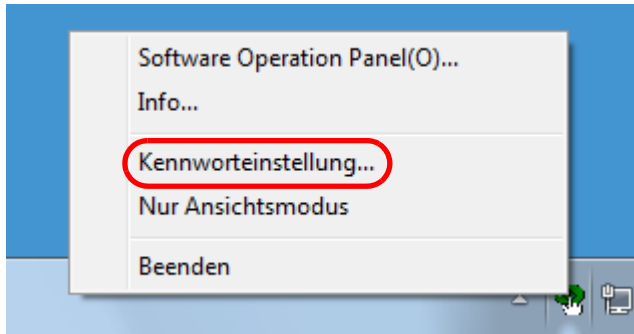 Software Operation Panel(O)...
Info...
Kennworteinstellung...
Nur Ansichtsmodus
Beenden